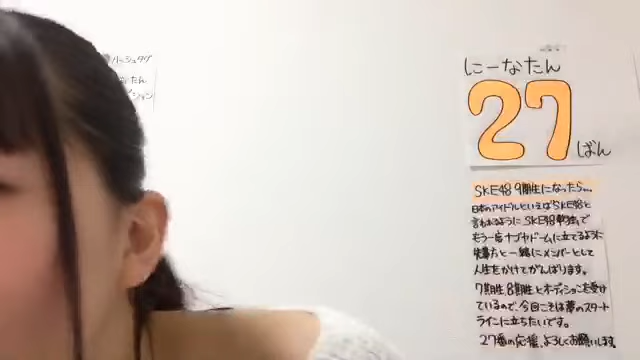 ハッシュタグ
にーなたん
27
ばん
SKE48 9期生になったら...
日本のアイドルといえばSKE48と
言われるように SKE48単独で
もう一度ナゴヤドームに立てるように
先輩方と一緒にメンバーとして
人生をかけてがんばります。
7期生 8期生とオーディションを受け
ているので、今回こそは夢のスタート
ラインに立ちたいです。
27番の応援、よろしくお願いします。